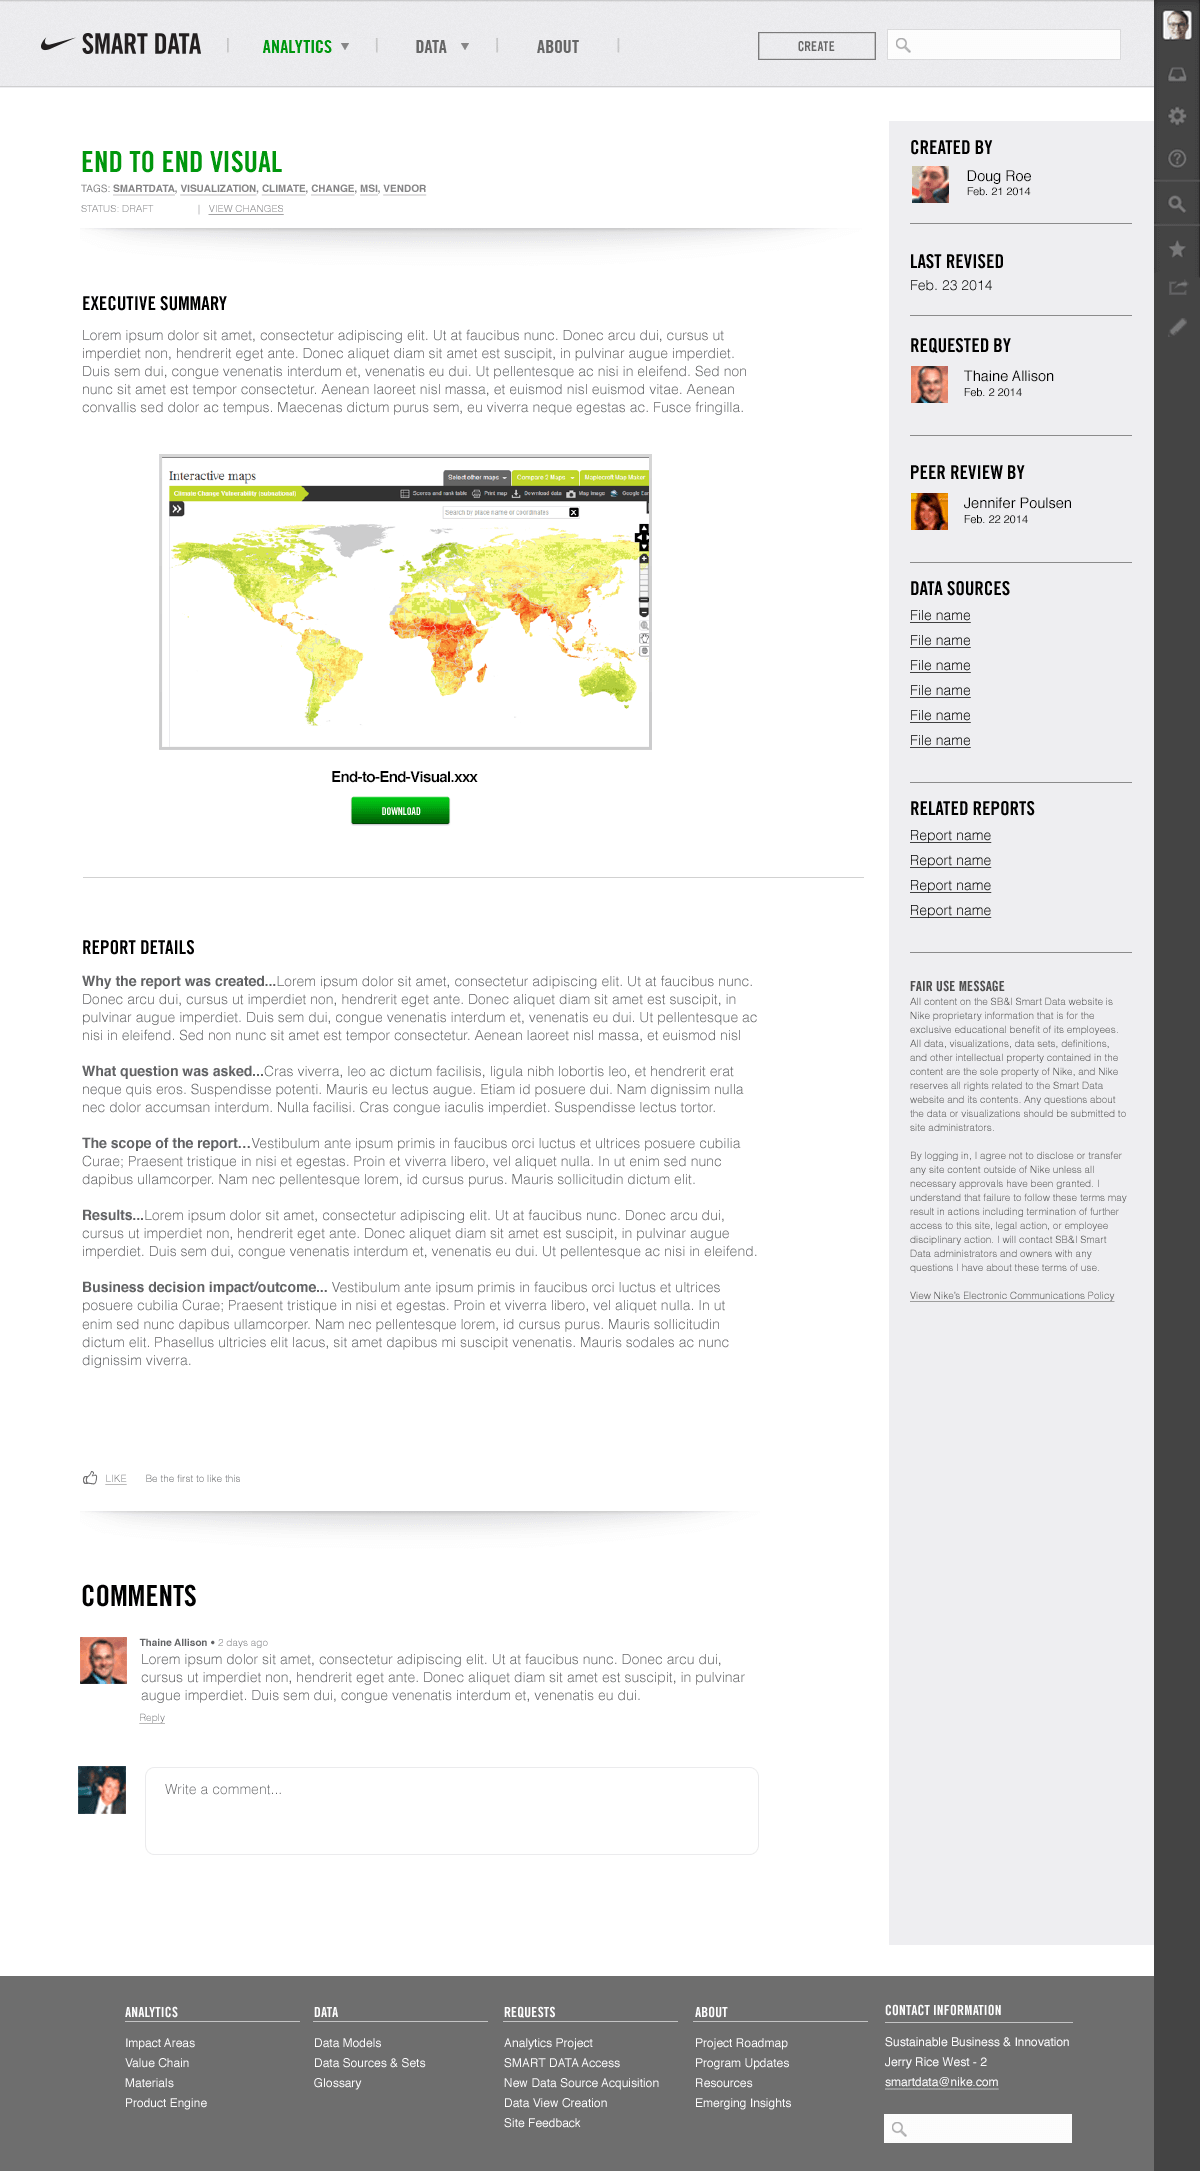 SMART DATA
ANALYTICS
DATA
ABOUT
CREATE
END TO END VISUAL
TAGS: SMARTDATA, VISUALIZATION, CLIMATE, CHANGE, MSI, VENDOR
STATUS: DRAFT | VIEW CHANGES
EXECUTIVE SUMMARY
Lorem ipsum dolor sit amet, consectetur adipiscing elit. Ut at faucibus nunc. Donec arcu dui, cursus ut
imperdiet non, hendrerit eget ante. Donec aliquet diam sit amet est suscipit, in pulvinar augue imperdiet.
Duis sem dui, congue venenatis interdum et, venenatis eu dui. Ut pellentesque ac nisi in eleifend. Sed non
nunc sit amet est tempor consectetur. Aenean laoreet nisl massa, et euismod nisl euismod vitae. Aenean
convallis sed dolor ac tempus. Maecenas dictum purus sem, eu viverra neque egestas ac. Fusce fringilla.
Interactive maps
Select other maps
Compare 2 Maps
Maplecroft Map Maker
Climate Change Vulnerability (subnational)
Scores and rank table
Print map
Download data
Map image
Google Ear
Search by place name or coordinates
End-to-End-Visual.xxx
DOWNLOAD
REPORT DETAILS
Why the report was created...Lorem ipsum dolor sit amet, consectetur adipiscing elit. Ut at faucibus nunc.
Donec arcu dui, cursus ut imperdiet non, hendrerit eget ante. Donec aliquet diam sit amet est suscipit, in
pulvinar augue imperdiet. Duis sem dui, congue venenatis interdum et, venenatis eu dui. Ut pellentesque ac
nisi in eleifend. Sed non nunc sit amet est tempor consectetur. Aenean laoreet nisl massa, et euismod nisl
What question was asked...Cras viverra, leo ac dictum facilisis, ligula nibh lobortis leo, et hendrerit erat
neque quis eros. Suspendisse potenti. Mauris eu lectus augue. Etiam id posuere dui. Nam dignissim nulla
nec dolor accumsan interdum. Nulla facilisi. Cras congue iaculis imperdiet. Suspendisse lectus tortor.
The scope of the report...Vestibulum ante ipsum primis in faucibus orci luctus et ultrices posuere cubilia
Curae; Praesent tristique in nisi et egestas. Proin et viverra libero, vel aliquet nulla. In ut enim sed nunc
dapibus ullamcorper. Nam nec pellentesque lorem, id cursus purus. Mauris sollicitudin dictum elit.
Results...Lorem ipsum dolor sit amet, consectetur adipiscing elit. Ut at faucibus nunc. Donec arcu dui,
cursus ut imperdiet non, hendrerit eget ante. Donec aliquet diam sit amet est suscipit, in pulvinar augue
imperdiet. Duis sem dui, congue venenatis interdum et, venenatis eu dui. Ut pellentesque ac nisi in eleifend.
Business decision impact/outcome... Vestibulum ante ipsum primis in faucibus orci luctus et ultrices
posuere cubilia Curae; Praesent tristique in nisi et egestas. Proin et viverra libero, vel aliquet nulla. In ut
enim sed nunc dapibus ullamcorper. Nam nec pellentesque lorem, id cursus purus. Mauris sollicitudin
dictum elit. Phasellus ultricies elit lacus, sit amet dapibus mi suscipit venenatis. Mauris sodales ac nunc
dignissim viverra.
LIKE Be the first to like this
COMMENTS
Thaine Allison • 2 days ago
Lorem ipsum dolor sit amet, consectetur adipiscing elit. Ut at faucibus nunc. Donec arcu dui,
cursus ut imperdiet non, hendrerit eget ante. Donec aliquet diam sit amet est suscipit, in pulvinar
augue imperdiet. Duis sem dui, congue venenatis interdum et, venenatis eu dui.
Reply
Write a comment...
CREATED BY
Doug Roe
Feb. 21 2014
LAST REVISED
Feb. 23 2014
REQUESTED BY
Thaine Allison
Feb. 2 2014
PEER REVIEW BY
Jennifer Poulsen
Feb. 22 2014
DATA SOURCES
File name
File name
File name
File name
File name
File name
RELATED REPORTS
Report name
Report name
Report name
Report name
FAIR USE MESSAGE
All content on the SB&I Smart Data website is
Nike proprietary information that is for the
exclusive educational benefit of its employees.
All data, visualizations, data sets, definitions,
and other intellectual property contained in the
content are the sole property of Nike, and Nike
reserves all rights related to the Smart Data
website and its contents. Any questions about
the data or visualizations should be submitted to
site administrators.
By logging in, I agree not to disclose or transfer
any site content outside of Nike unless all
necessary approvals have been granted. I
understand that failure to follow these terms may
result in actions including termination of further
access to this site, legal action, or employee
disciplinary action. I will contact SB&I Smart
Data administrators and owners with any
questions I have about these terms of use.
View Nike's Electronic Communications Policy
ANALYTICS
Impact Areas
Value Chain
Materials
Product Engine
DATA
Data Models
Data Sources & Sets
Glossary
REQUESTS
Analytics Project
SMART DATA Access
New Data Source Acquisition
Data View Creation
Site Feedback
ABOUT
Project Roadmap
Program Updates
Resources
Emerging Insights
CONTACT INFORMATION
Sustainable Business & Innovation
Jerry Rice West - 2
smartdata@nike.com